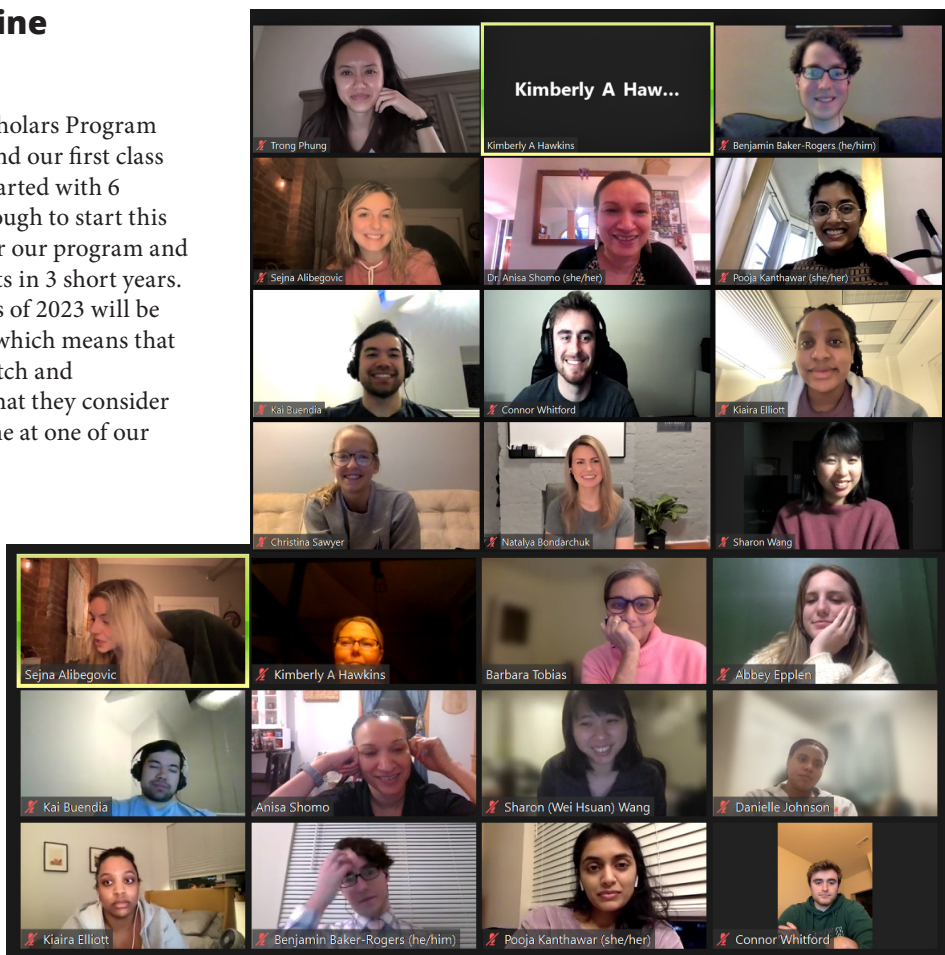 ine
holars Program
nd our first class
arted with 6
ough to start this
r our program and
ts in 3 short years.
s of 2023 will be
which means that
tch and
hat they consider
ne at one of our
Trong Phung
Kimberly A Haw...
Kimberly A Hawkins
Benjamin Baker-Rogers (he/him)
Sejna Alibegovic
Dr. Anisa Shomo (she/her)
Pooja Kanthawar (she/her)
Kai Buendia
Connor Whitford
Kiaira Elliott
Christina Sawyer
Natalya Bondarchuk
Sharon Wang
Sejna Alibegovic
Kimberly A Hawkins
Barbara Tobias
Abbey Epplen
Kai Buendia
Anisa Shomo
Sharon (Wei Hsuan) Wang
Danielle Johnson
Kiaira Elliott
Benjamin Baker-Rogers (he/him)
Pooja Kanthawar (she/her)
Connor Whitford